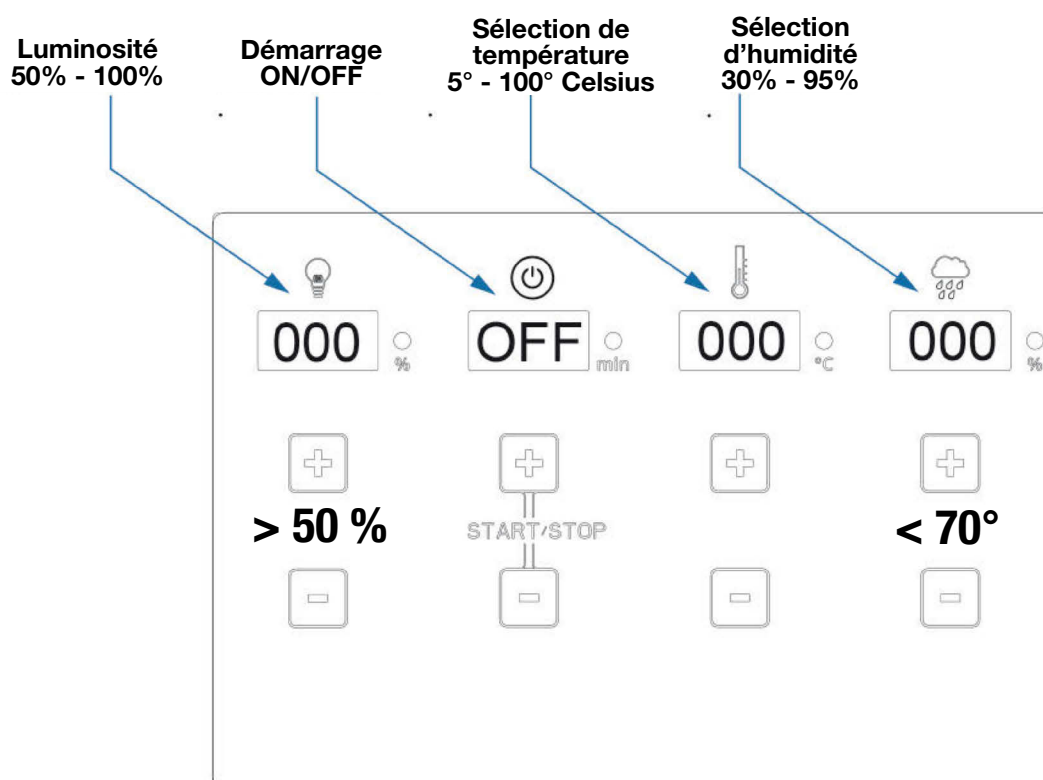 Luminosité
50% - 100%
Démarrage
ON/OFF
Sélection de
température
5° - 100° Celsius
Sélection
d’humidité
30% - 95%
000
%
OFF
min
000
°C
000
%
> 50 %
START/STOP
< 70°